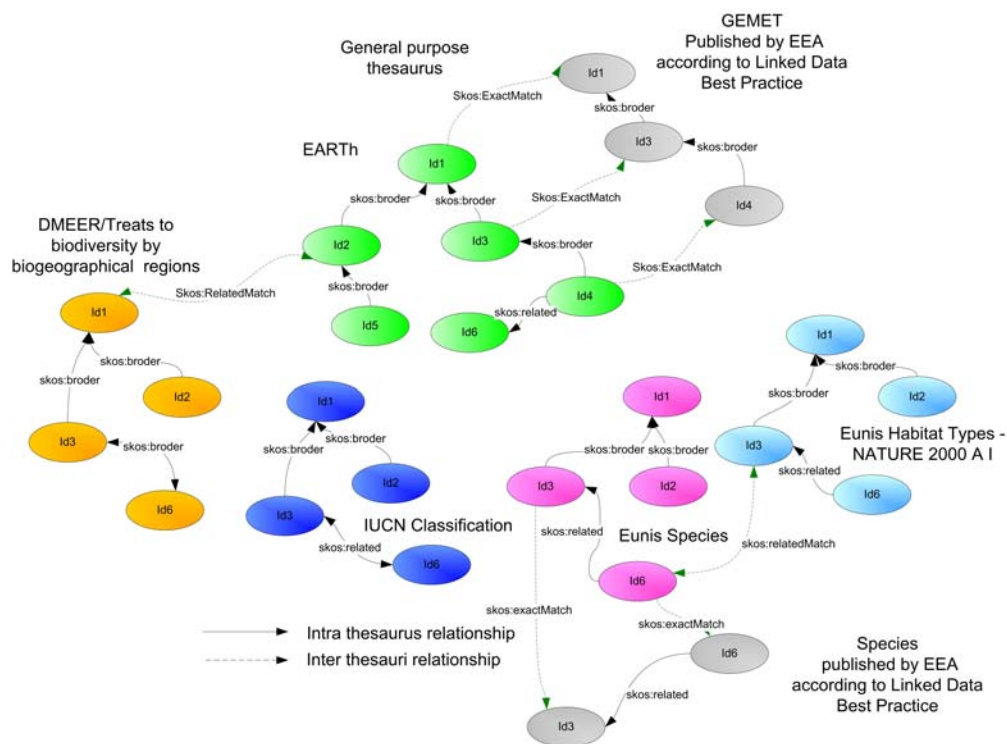 GEMET
Published by EEA
according to Linked Data
Best Practice
General purpose
thesaurus
Id1
Skos:ExactMatch
skos:broder
Id3
EARTh
Id1
skos:broder
Skos:ExactMatch
Id4
skos:broder
skos:broder
DMEER/Treats to
biodiversity by
biogeographical regions
Id2
Id3
skos:broder
Skos:ExactMatch
Skos:RelatedMatch
skos:broder
Id4
Id1
Id5
skos:related
Id6
Id1
skos:broder
skos:broder
Id2
Id3
skos:broder
Id6
Id1
skos:broder
skos:broder
Id2
Id3
IUCN Classification
skos:related
Id6
Id1
skos:broder
skos:broder
Id3
Id2
skos:related
Eunis Species
Id6
skos:broder
Id2
skos:broder
Id3
Eunis Habitat Types -
NATURE 2000 A I
skos:related
Id6
skos:relatedMatch
skos:exactMatch
skos:exactMatch
Id6
skos:related
Id3
Species
published by EEA
according to Linked Data
Best Practice
Intra thesaurus relationship
Inter thesauri relationship